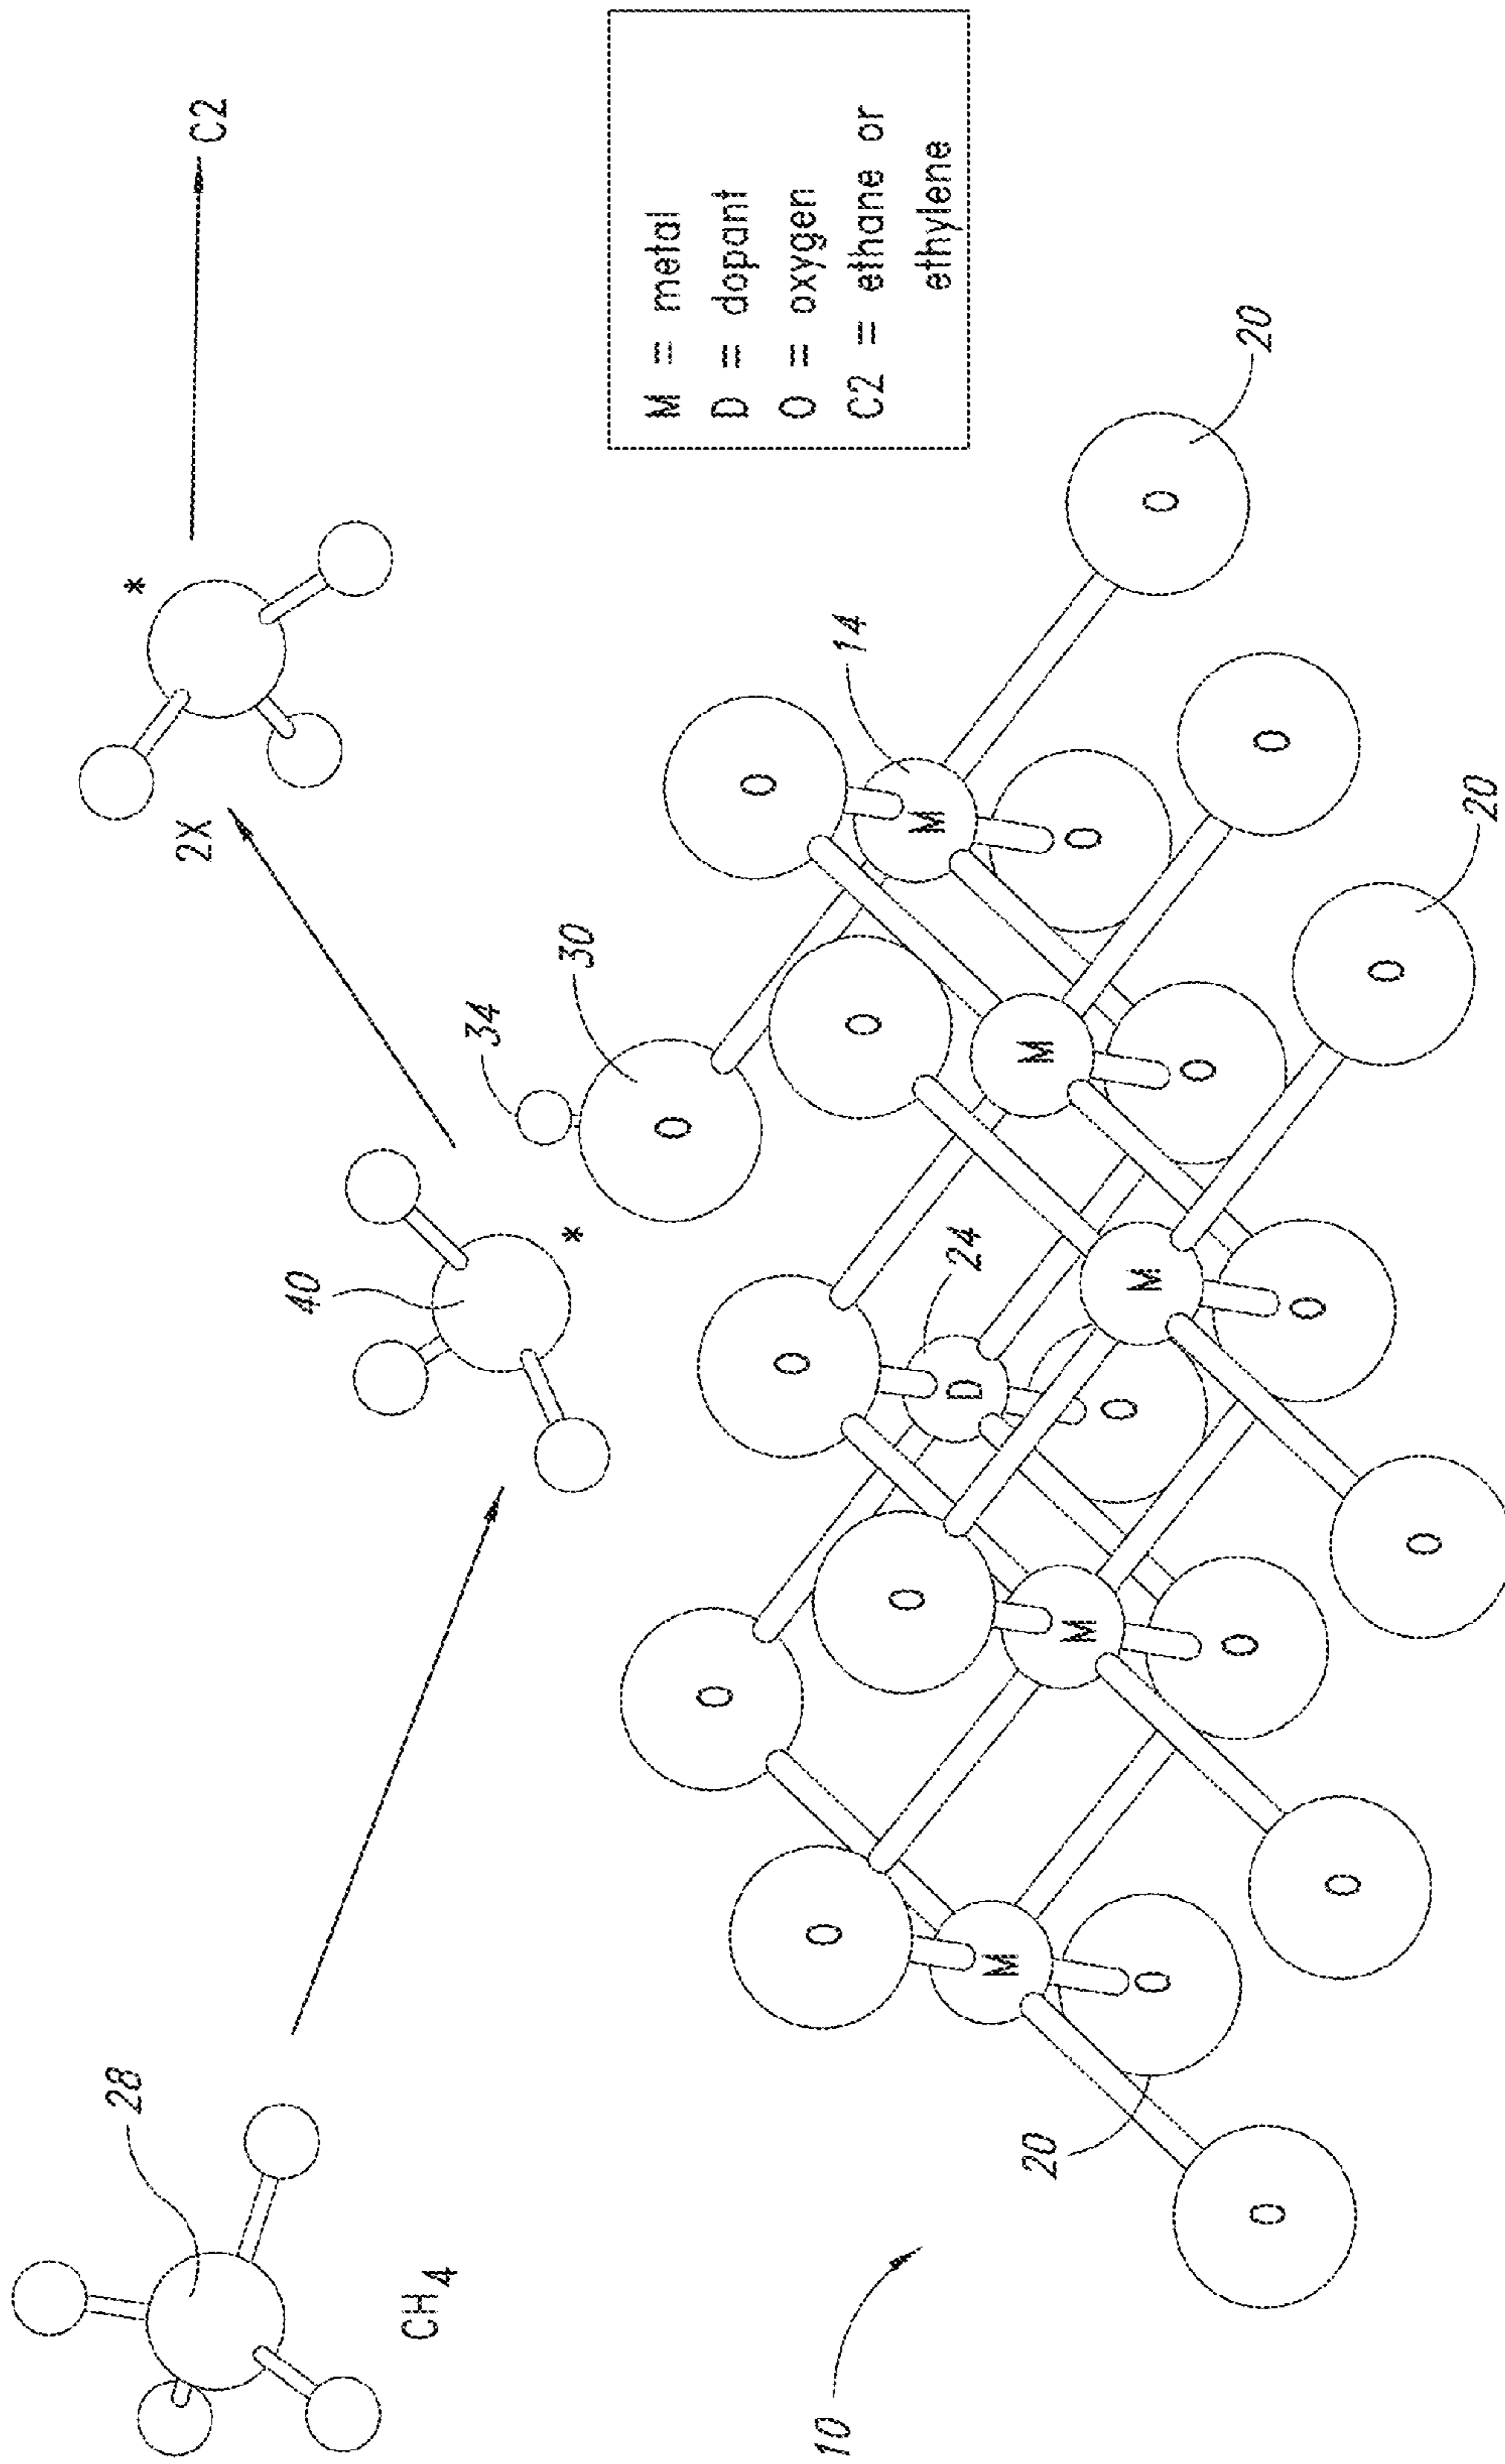 28
*
2X
C2
40
CH4
34
*
30
M = metal
D = dopant
O = oxygen
C2 = ethane or
ethylene
O
O
O
O
O
10
14
O
O
M
24
D
M
M
20
M
O
O
M
O
O
O
O
20
O
O
O
O
O
O
20